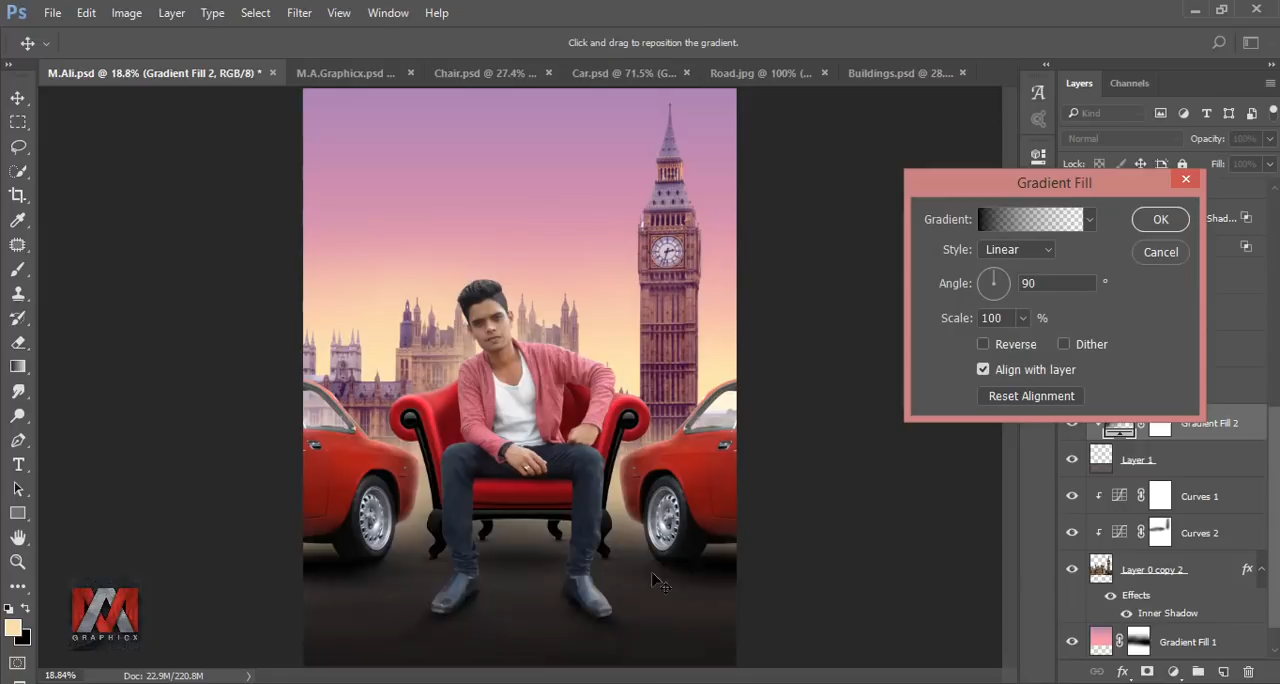 Ps File Edit Image Layer Type Select Filter View Window Help
Click and drag to reposition the gradient.
M.Ali.psd @ 18.8% (Gradient Fill 2, RGB/8) * × M.A.Graphicx.psd ... × Chair.psd @ 27.4% ... × Car.psd @ 71.5% (G... × Road.jpg @ 100% (... × Buildings.psd @ 28.... ×
Layers Channels
Kind
Normal Opacity: 100%
Lock: Fill: 100%
Gradient Fill
Gradient: OK
Style: Linear
Cancel
Angle: 90 °
Scale: 100 %
Reverse Dither
Align with layer
Reset Alignment
Shad...
Gradient Fill 2
Layer 1
Curves 1
Curves 2
Layer 0 copy 2 fx
Effects
Inner Shadow
Gradient Fill 1
GRAPHICX
18.84% Doc: 22.9M/220.8M